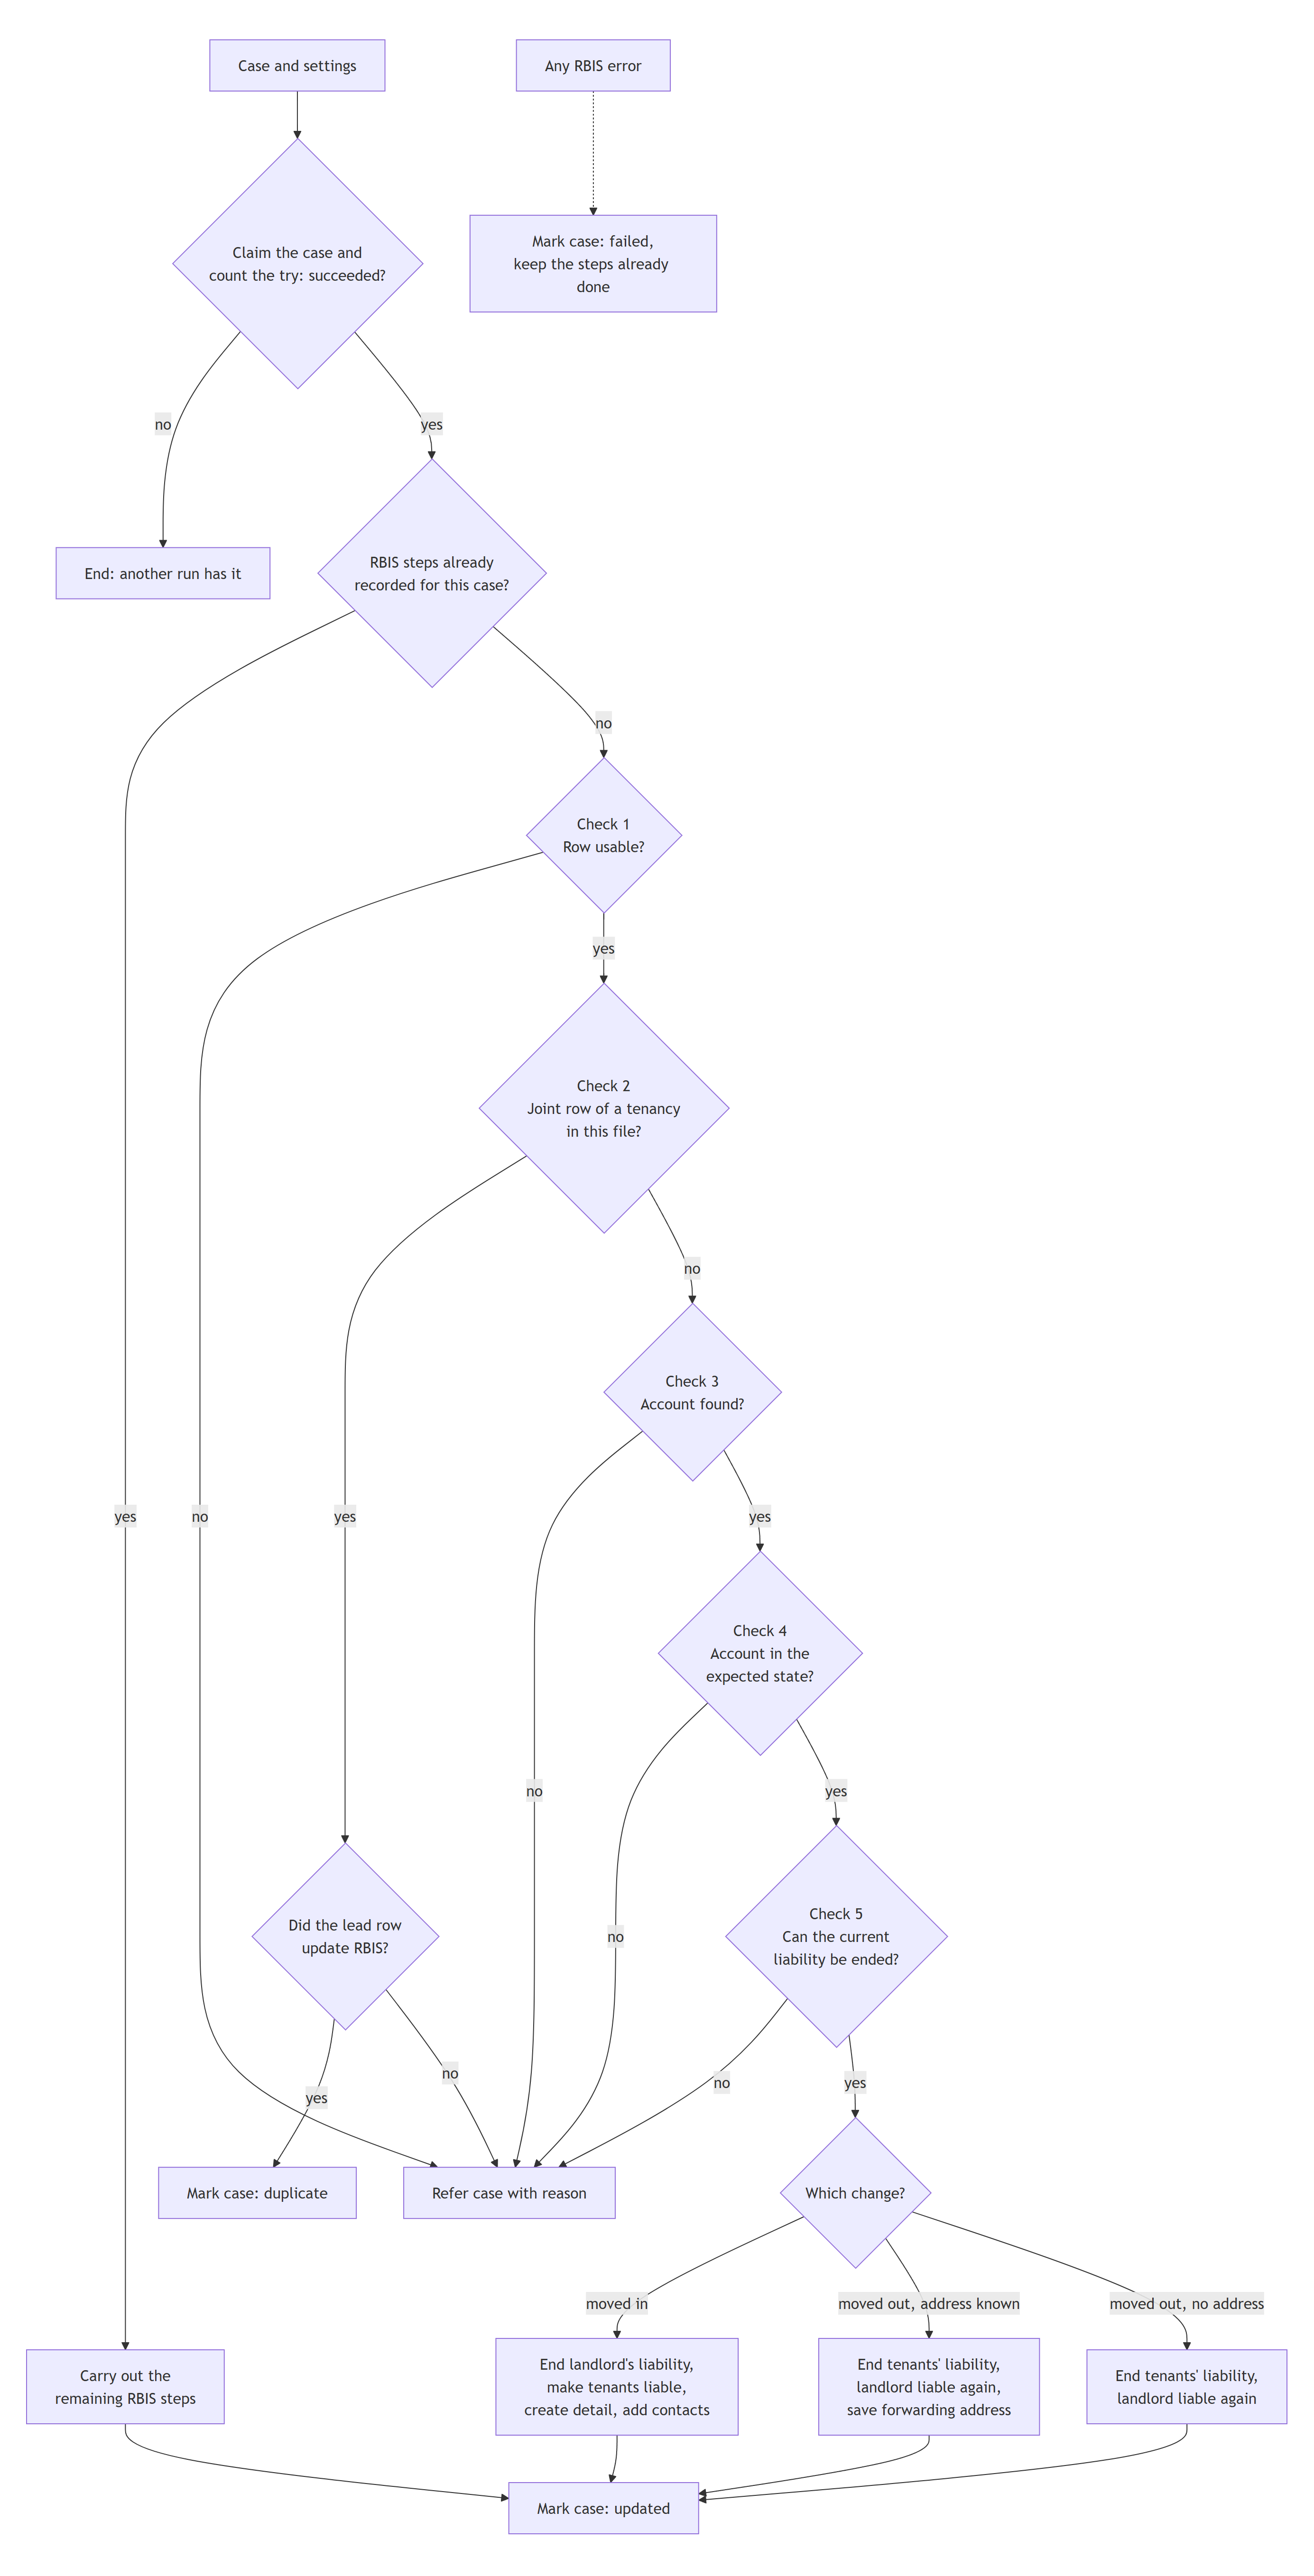 Case and settings
Any RBIS error
Claim the case and
count the try: succeeded?
Mark case: failed,
keep the steps already
done
no
yes
End: another run has it
RBIS steps already
recorded for this case?
no
Check 1
Row usable?
yes
Check 2
Joint row of a tenancy
in this file?
no
Check 3
Account found?
yes
no
yes
yes
Check 4
Account in the
expected state?
no
yes
Did the lead row
update RBIS?
no
Check 5
Can the current
liability be ended?
yes
no
no
yes
Mark case: duplicate
Refer case with reason
Which change?
moved in
moved out, address known
moved out, no address
Carry out the
remaining RBIS steps
End landlord's liability,
make tenants liable,
create detail, add contacts
End tenants' liability,
landlord liable again,
save forwarding address
End tenants' liability,
landlord liable again
Mark case: updated